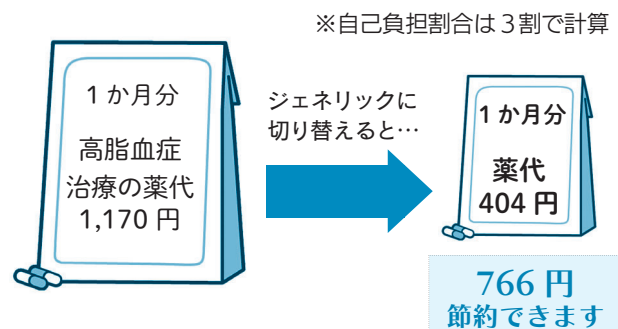 ※自己負担割合は３割で計算
1 か月分
高脂血症
治療の薬代
1,170 円
ジェネリックに
切り替えると…
1 か月分
薬代
404 円
766 円
節約できます